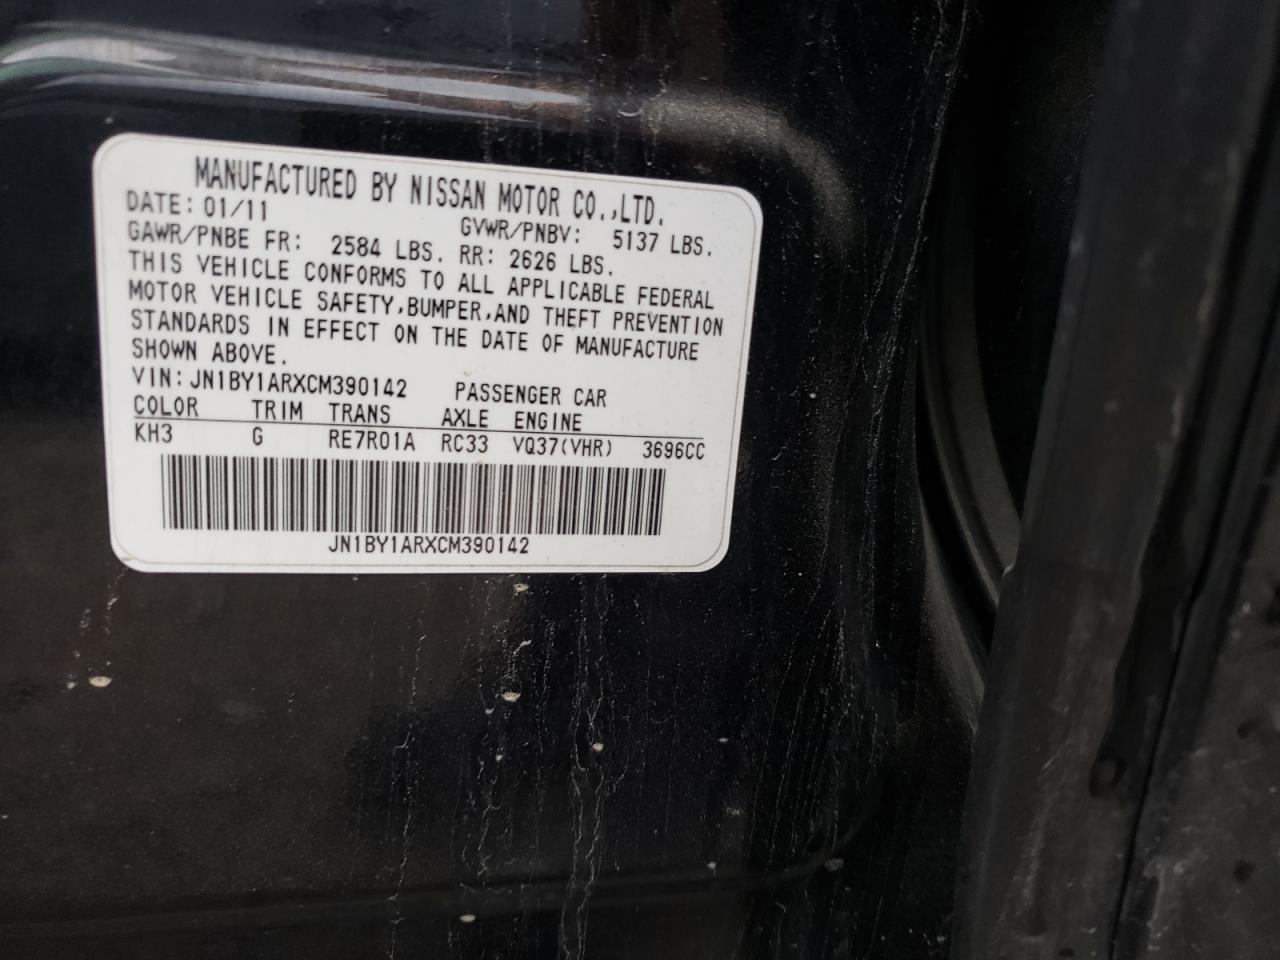 MANUFACTURED BY NISSAN MOTOR CO.,LTD.
DATE: 01/11 GVWR/PNBV: 5137 LBS.
GAWR/PNBE FR: 2584 LBS. RR: 2626 LBS.
THIS VEHICLE CONFORMS TO ALL APPLICABLE FEDERAL
MOTOR VEHICLE SAFETY,BUMPER,AND THEFT PREVENTION
STANDARDS IN EFFECT ON THE DATE OF MANUFACTURE
SHOWN ABOVE.
VIN: JN1BY1ARXCM390142 PASSENGER CAR
COLOR TRIM TRANS AXLE ENGINE
KH3 G RE7R01A RC33 VQ37(VHR) 3696CC
JN1BY1ARXCM390142